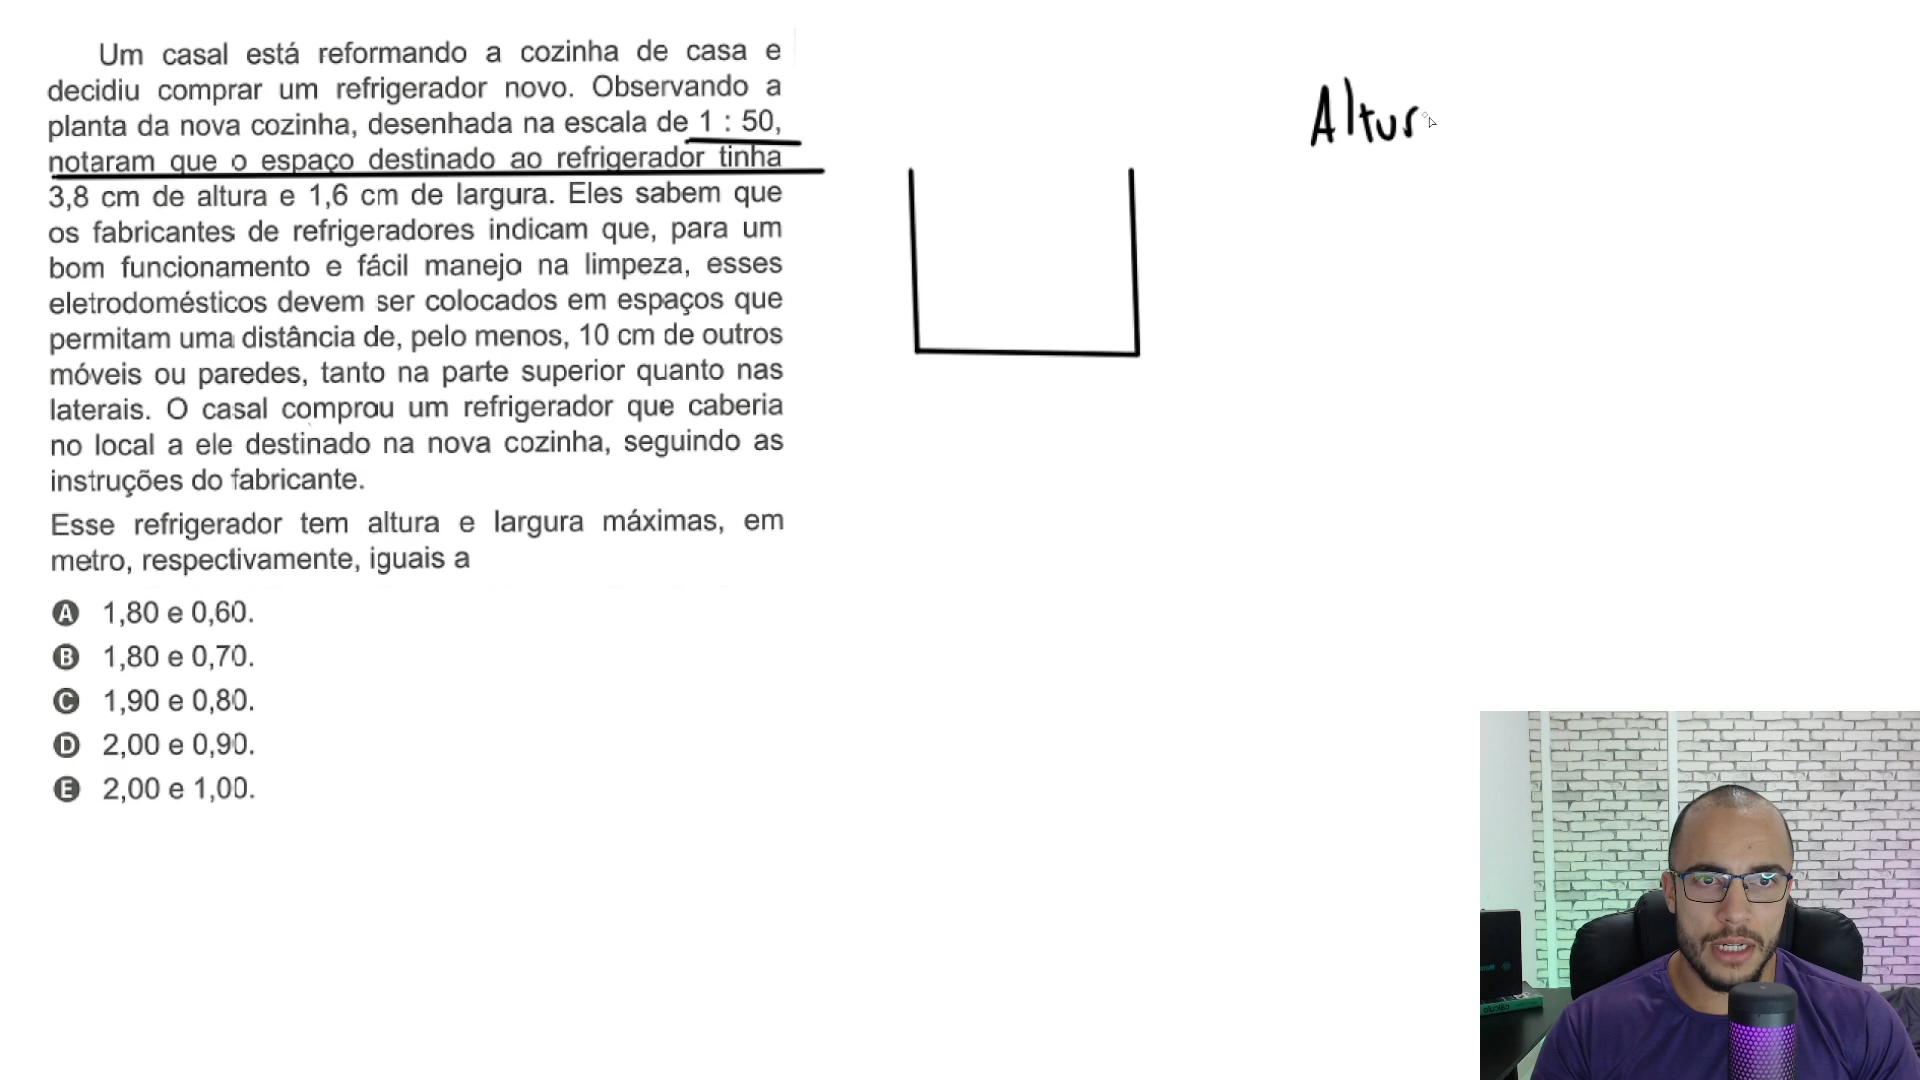 Um casal está reformando a cozinha de casa e
decidiu comprar um refrigerador novo. Observando a
planta da nova cozinha, desenhada na escala de 1 : 50,
notaram que o espaço destinado ao refrigerador tinha
3,8 cm de altura e 1,6 cm de largura. Eles sabem que
os fabricantes de refrigeradores indicam que, para um
bom funcionamento e fácil manejo na limpeza, esses
eletrodomésticos devem ser colocados em espaços que
permitam uma distância de, pelo menos, 10 cm de outros
móveis ou paredes, tanto na parte superior quanto nas
laterais. O casal comprou um refrigerador que caberia
no local a ele destinado na nova cozinha, seguindo as
instruções do fabricante.
Esse refrigerador tem altura e largura máximas, em
metro, respectivamente, iguais a
A 1,80 e 0,60.
B 1,80 e 0,70.
C 1,90 e 0,80.
D 2,00 e 0,90.
E 2,00 e 1,00.
Altur